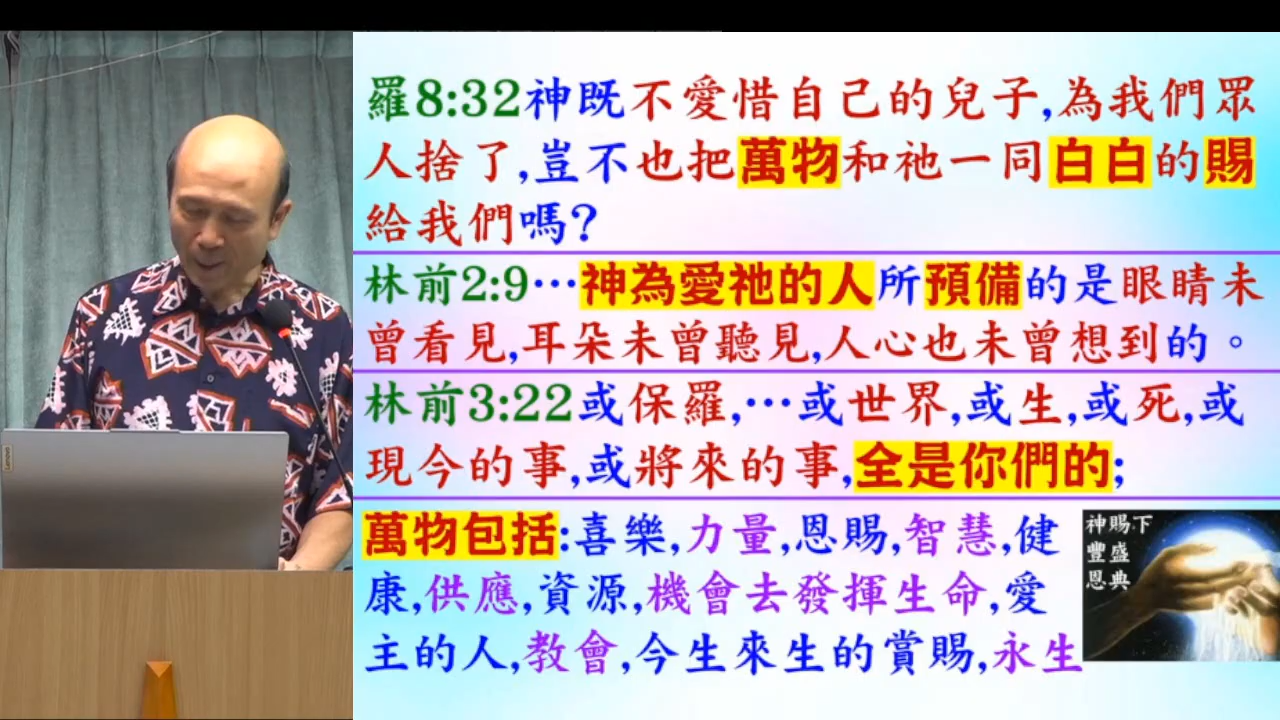 羅8:32神既不愛惜自己的兒子,為我們眾
人捨了,豈不也把萬物和祂一同白白的賜
給我們嗎?
林前2:9…神為愛祂的人所預備的是眼睛未
曾看見,耳朵未曾聽見,人心也未曾想到的。
林前3:22或保羅,…或世界,或生,或死,或
現今的事,或將來的事,全是你們的;
萬物包括:喜樂,力量,恩賜,智慧,健
康,供應,資源,機會去發揮生命,愛
主的人,教會,今生來生的賞賜,永生
神賜下
豐盛
恩典
Lenovo